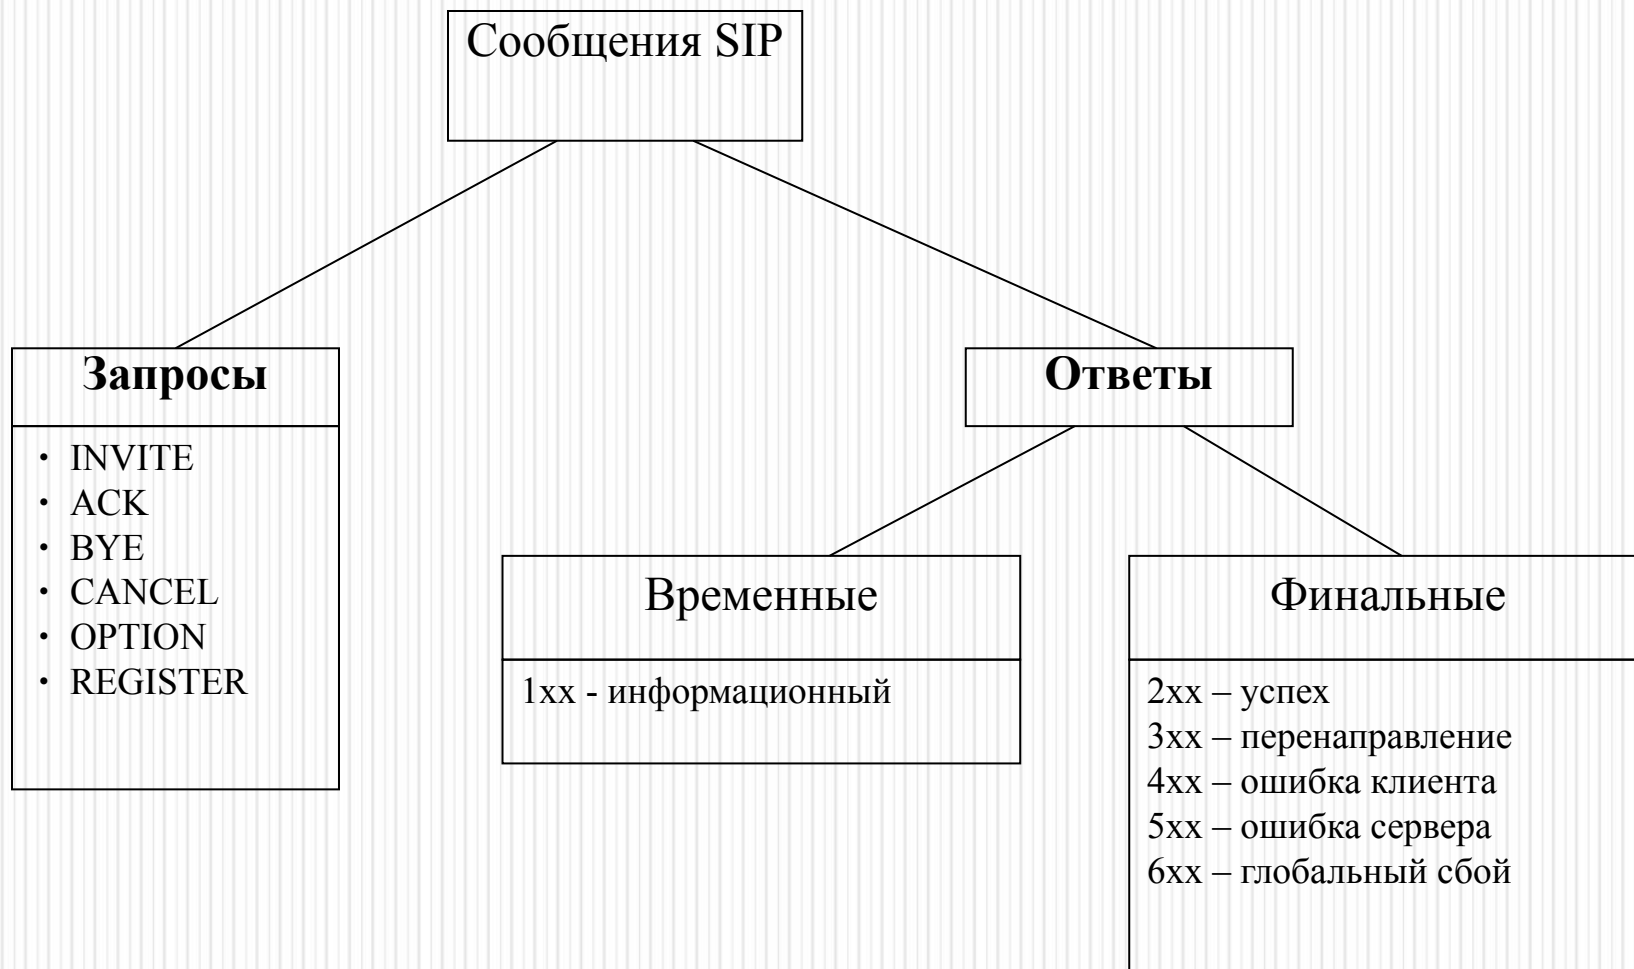 Сообщения SIP
Запросы
• INVITE
• ACK
• BYE
• CANCEL
• OPTION
• REGISTER
Ответы
Временные
1xx - информационный
Финальные
2xx – успех
3xx – перенаправление
4xx – ошибка клиента
5xx – ошибка сервера
6xx – глобальный сбой